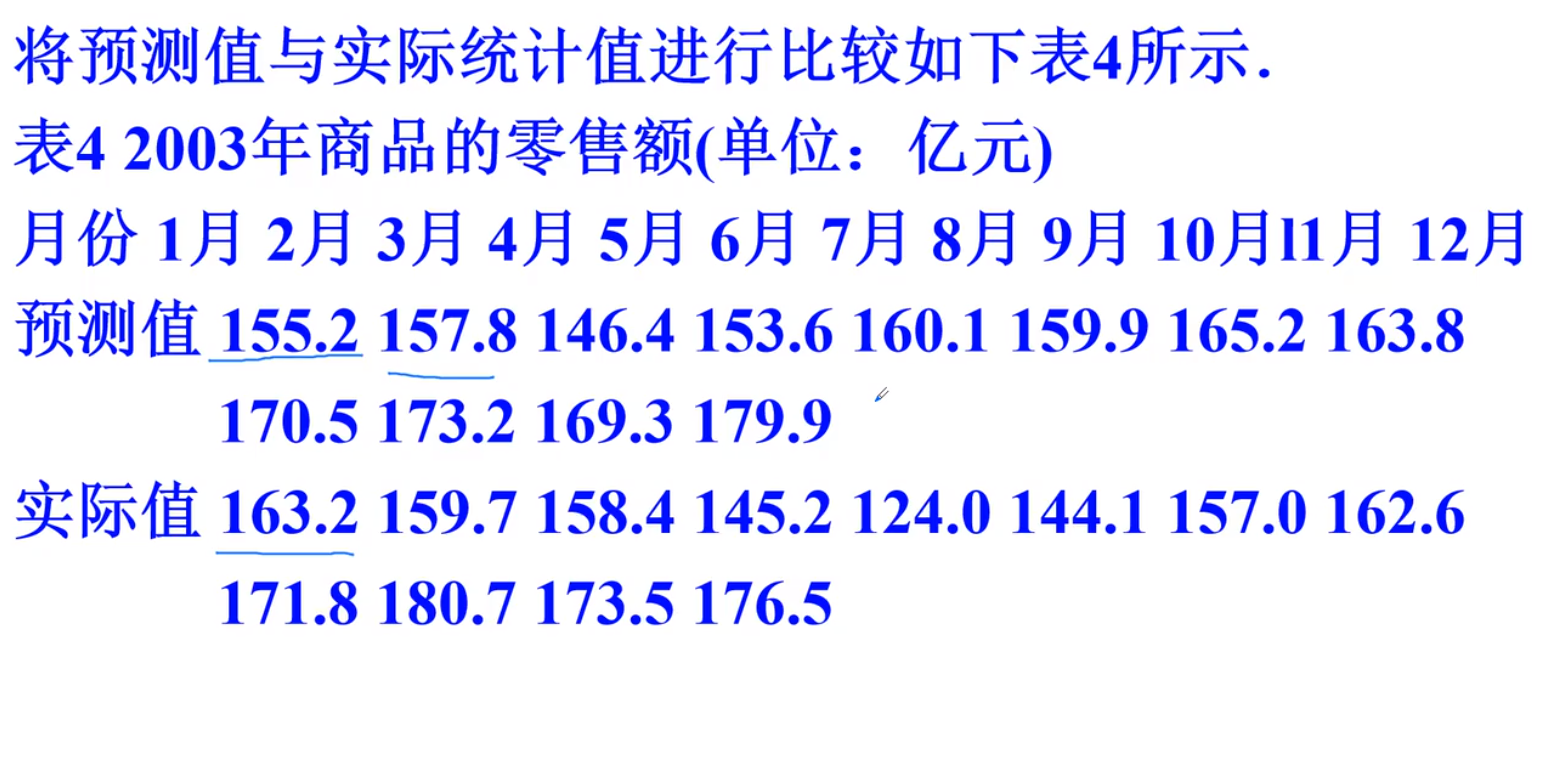 将预测值与实际统计值进行比较如下表4所示.
表4 2003年商品的零售额(单位：亿元)
月份 1月 2月 3月 4月 5月 6月 7月 8月 9月 10月l1月 12月
预测值 155.2 157.8 146.4 153.6 160.1 159.9 165.2 163.8
170.5 173.2 169.3 179.9
实际值 163.2 159.7 158.4 145.2 124.0 144.1 157.0 162.6
171.8 180.7 173.5 176.5